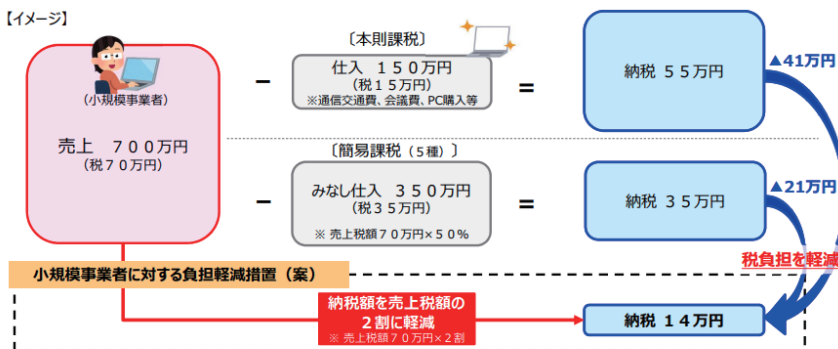 【イメージ】
(小規模事業者)
売上 700万円
(税70万円)
〔本則課税〕
－
仕入 150万円
(税15万円)
※通信交通費、会議費、PC購入等
＝
納税 55万円
▲41万円
〔簡易課税（5種）〕
－
みなし仕入 350万円
(税35万円)
※ 売上税額70万円×50%
＝
納税 35万円
▲21万円
税負担を軽減
小規模事業者に対する負担軽減措置（案）
納税額を売上税額の
2割に軽減
※ 売上税額70万円×2割
納税 14万円